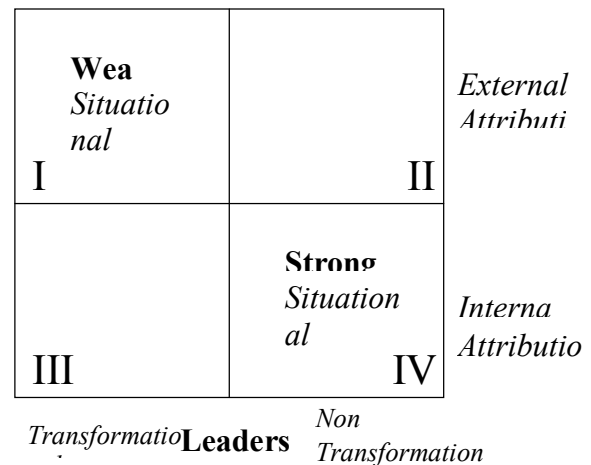 Wea
Situatio
nal
I
II
External
Attributi
Strong
Situation
al
III
IV
Interna
Attributio
Transformatio
Leaders
Non
Transformation